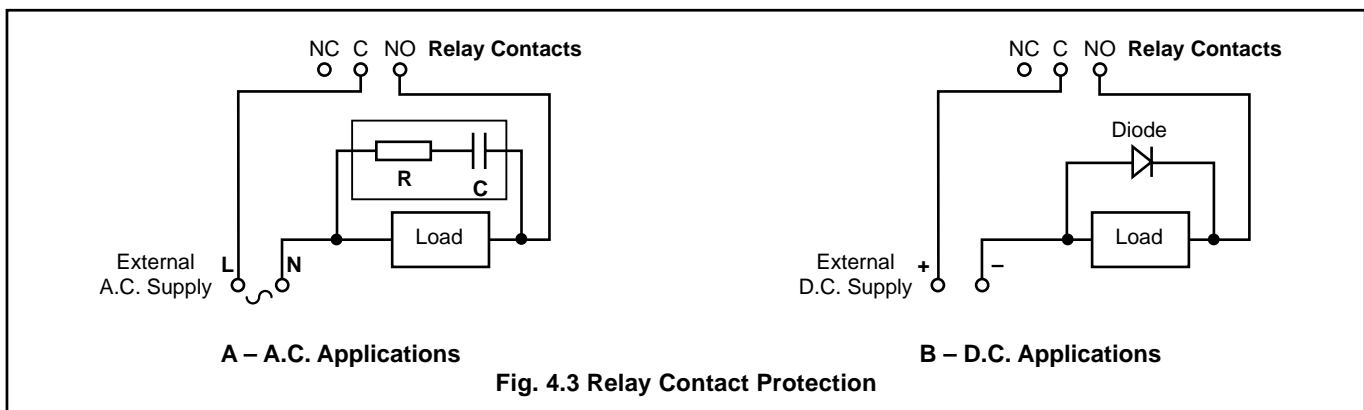 NC C NO Relay Contacts
R
C
Load
External
A.C. Supply
L
N
A – A.C. Applications
NC C NO Relay Contacts
Diode
Load
External
D.C. Supply
+
–
B – D.C. Applications
Fig. 4.3 Relay Contact Protection